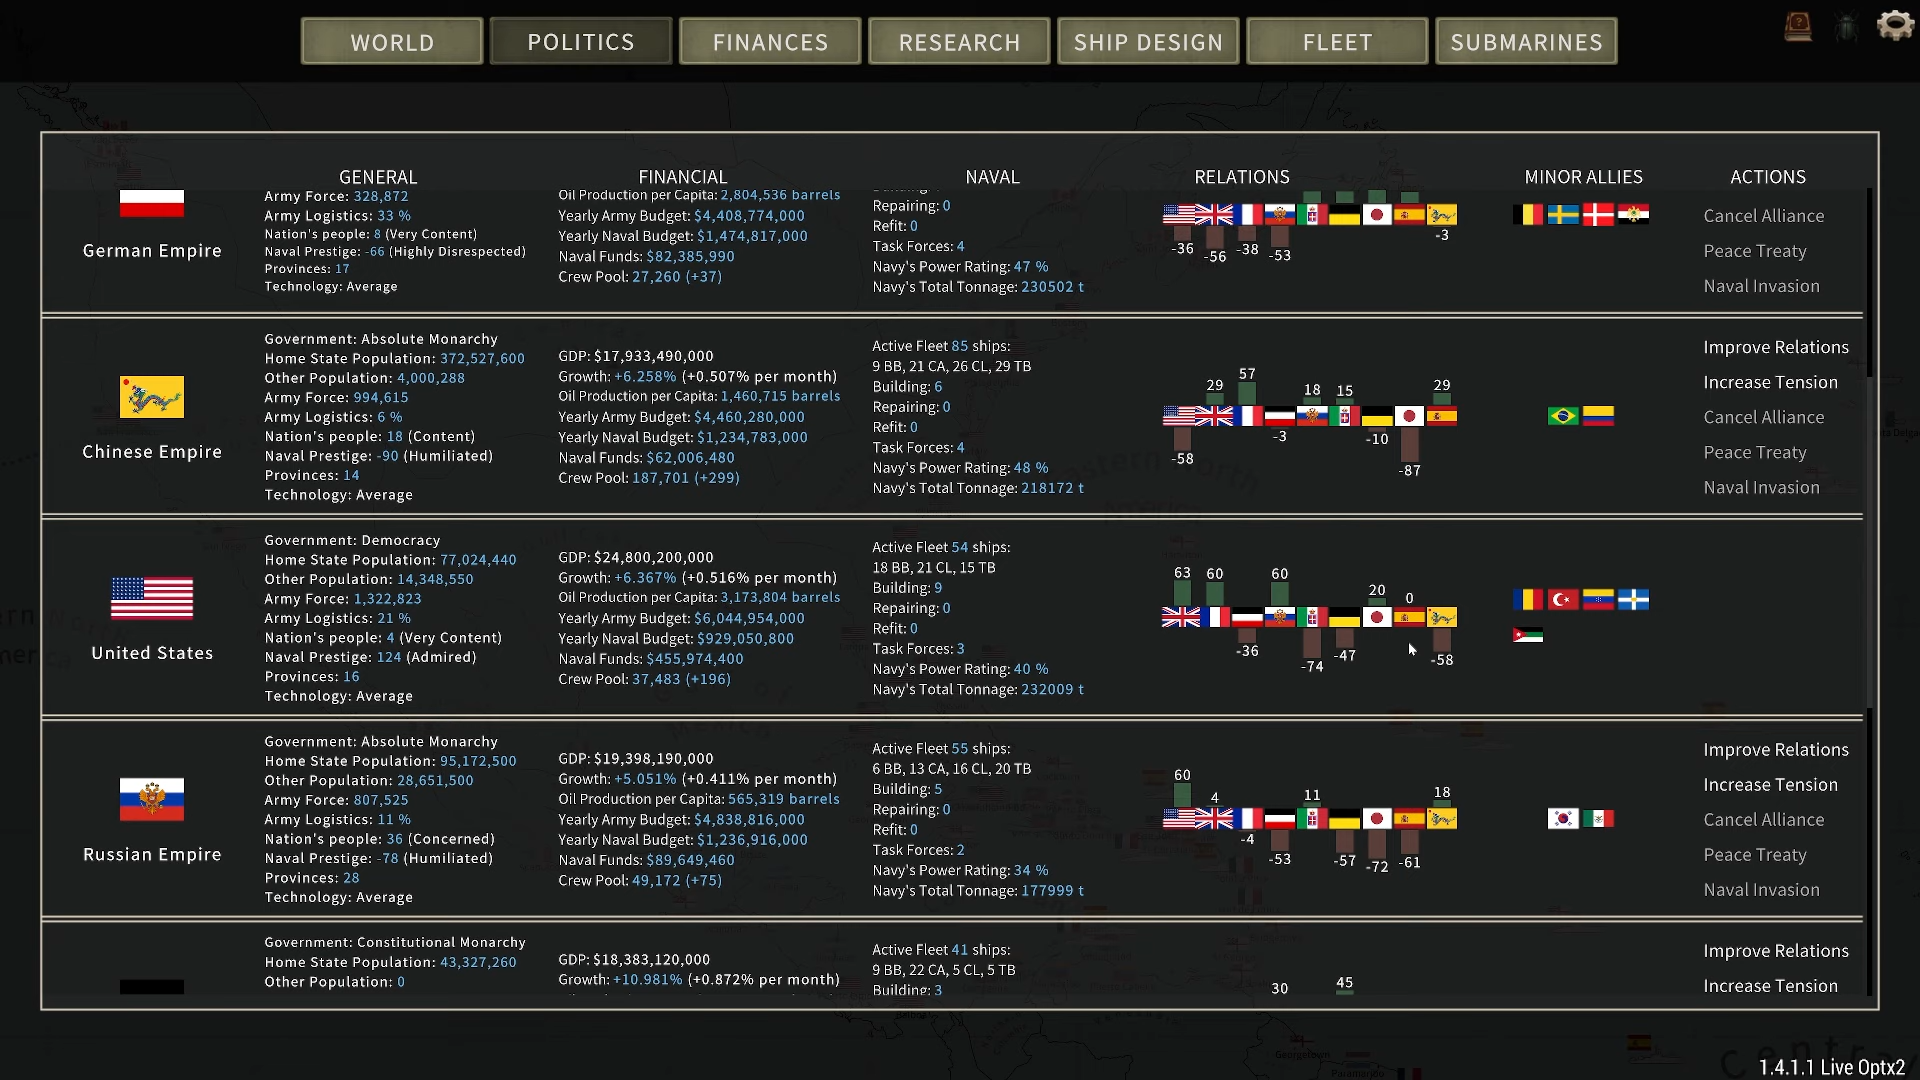 WORLD
POLITICS
FINANCES
RESEARCH
SHIP DESIGN
FLEET
SUBMARINES
GENERAL
FINANCIAL
NAVAL
RELATIONS
MINOR ALLIES
ACTIONS
German Empire
Army Force: 328,872
Army Logistics: 33 %
Nation's people: 8 (Very Content)
Naval Prestige: -66 (Highly Disrespected)
Provinces: 17
Technology: Average
Oil Production per Capita: 2,804,536 barrels
Yearly Army Budget: $4,408,774,000
Yearly Naval Budget: $1,474,817,000
Naval Funds: $82,385,990
Crew Pool: 27,260 (+37)
Repairing: 0
Refit: 0
Task Forces: 4
Navy's Power Rating: 47 %
Navy's Total Tonnage: 230502 t
-36
-56
-38
-53
-3
Cancel Alliance
Peace Treaty
Naval Invasion
Chinese Empire
Government: Absolute Monarchy
Home State Population: 372,527,600
Other Population: 4,000,288
Army Force: 994,615
Army Logistics: 6 %
Nation's people: 18 (Content)
Naval Prestige: -90 (Humiliated)
Provinces: 14
Technology: Average
GDP: $17,933,490,000
Growth: +6.258% (+0.507% per month)
Oil Production per Capita: 1,460,715 barrels
Yearly Army Budget: $4,460,280,000
Yearly Naval Budget: $1,234,783,000
Naval Funds: $62,006,480
Crew Pool: 187,701 (+299)
Active Fleet 85 ships:
9 BB, 21 CA, 26 CL, 29 TB
Building: 6
Repairing: 0
Refit: 0
Task Forces: 4
Navy's Power Rating: 48 %
Navy's Total Tonnage: 218172 t
29
57
18
15
29
-58
-3
-10
-87
Improve Relations
Increase Tension
Cancel Alliance
Peace Treaty
Naval Invasion
United States
Government: Democracy
Home State Population: 77,024,440
Other Population: 14,348,550
Army Force: 1,322,823
Army Logistics: 21 %
Nation's people: 4 (Very Content)
Naval Prestige: 124 (Admired)
Provinces: 16
Technology: Average
GDP: $24,800,200,000
Growth: +6.367% (+0.516% per month)
Oil Production per Capita: 3,173,804 barrels
Yearly Army Budget: $6,044,954,000
Yearly Naval Budget: $929,050,800
Naval Funds: $455,974,400
Crew Pool: 37,483 (+196)
Active Fleet 54 ships:
18 BB, 21 CL, 15 TB
Building: 9
Repairing: 0
Refit: 0
Task Forces: 3
Navy's Power Rating: 40 %
Navy's Total Tonnage: 232009 t
63
60
60
20
0
-36
-74
-47
-58
Russian Empire
Government: Absolute Monarchy
Home State Population: 95,172,500
Other Population: 28,651,500
Army Force: 807,525
Army Logistics: 11 %
Nation's people: 36 (Concerned)
Naval Prestige: -78 (Humiliated)
Provinces: 28
Technology: Average
GDP: $19,398,190,000
Growth: +5.051% (+0.411% per month)
Oil Production per Capita: 565,319 barrels
Yearly Army Budget: $4,838,816,000
Yearly Naval Budget: $1,236,916,000
Naval Funds: $89,649,460
Crew Pool: 49,172 (+75)
Active Fleet 55 ships:
6 BB, 13 CA, 16 CL, 20 TB
Building: 5
Repairing: 0
Refit: 0
Task Forces: 2
Navy's Power Rating: 34 %
Navy's Total Tonnage: 177999 t
60
4
11
18
-4
-53
-57
-72
-61
Improve Relations
Increase Tension
Cancel Alliance
Peace Treaty
Naval Invasion
Government: Constitutional Monarchy
Home State Population: 43,327,260
Other Population: 0
GDP: $18,383,120,000
Growth: +10.981% (+0.872% per month)
Active Fleet 41 ships:
9 BB, 22 CA, 5 CL, 5 TB
Building: 3
30
45
Improve Relations
Increase Tension
1.4.1.1 Live Optx2